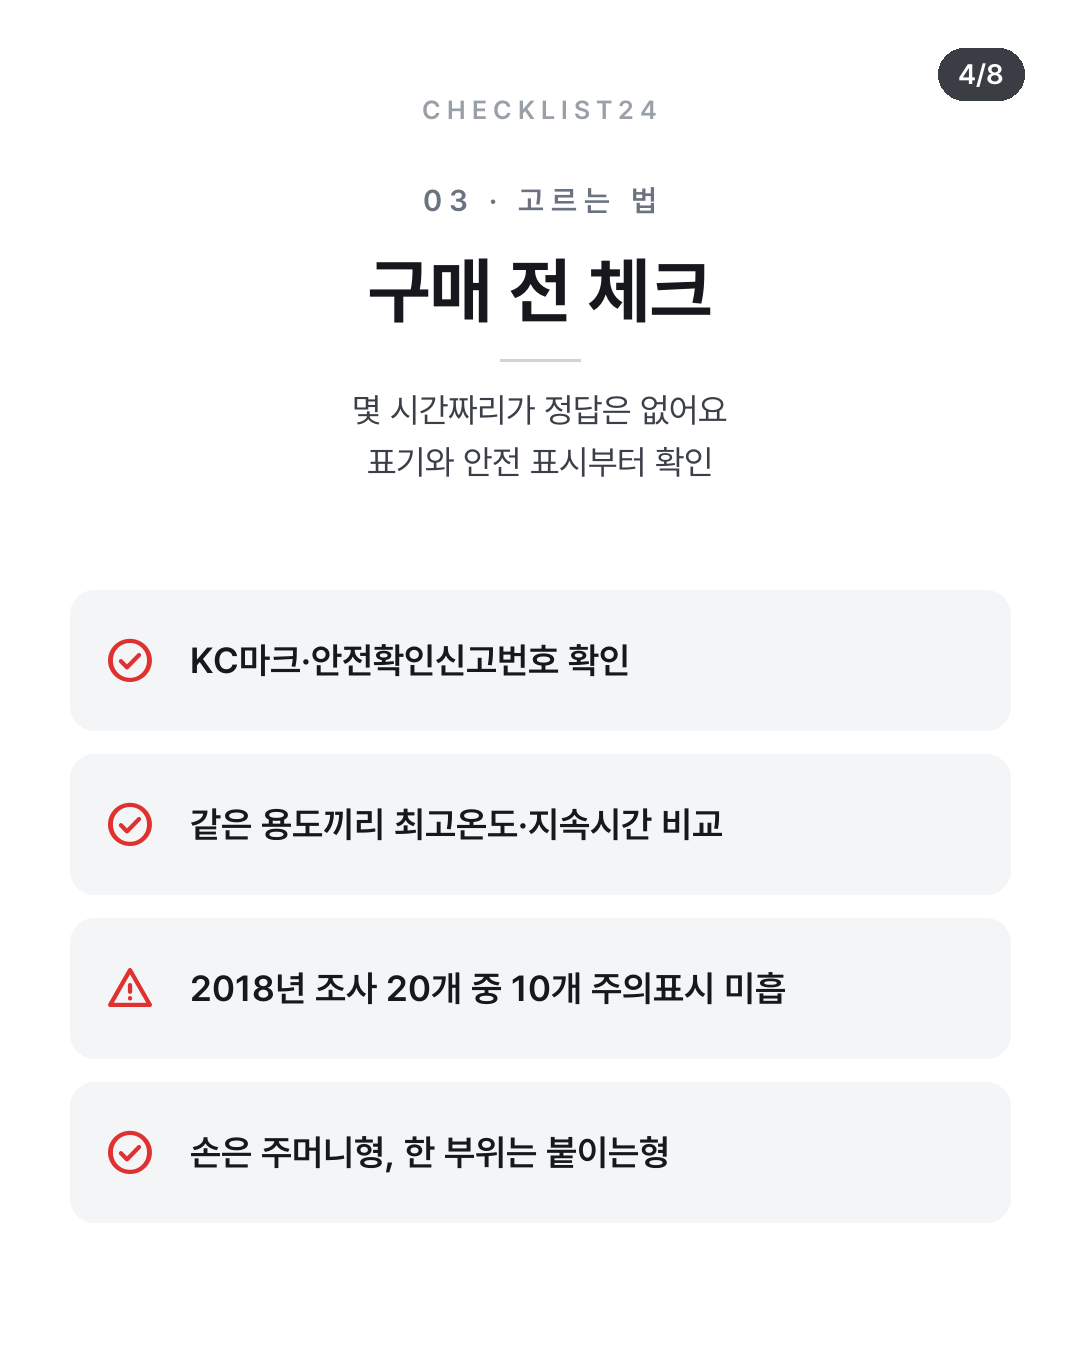 4/8
CHECKLIST24
03 · 고르는 법
구매 전 체크
몇 시간짜리가 정답은 없어요
표기와 안전 표시부터 확인
KC마크·안전확인신고번호 확인
같은 용도끼리 최고온도·지속시간 비교
2018년 조사 20개 중 10개 주의표시 미흡
손은 주머니형, 한 부위는 붙이는형